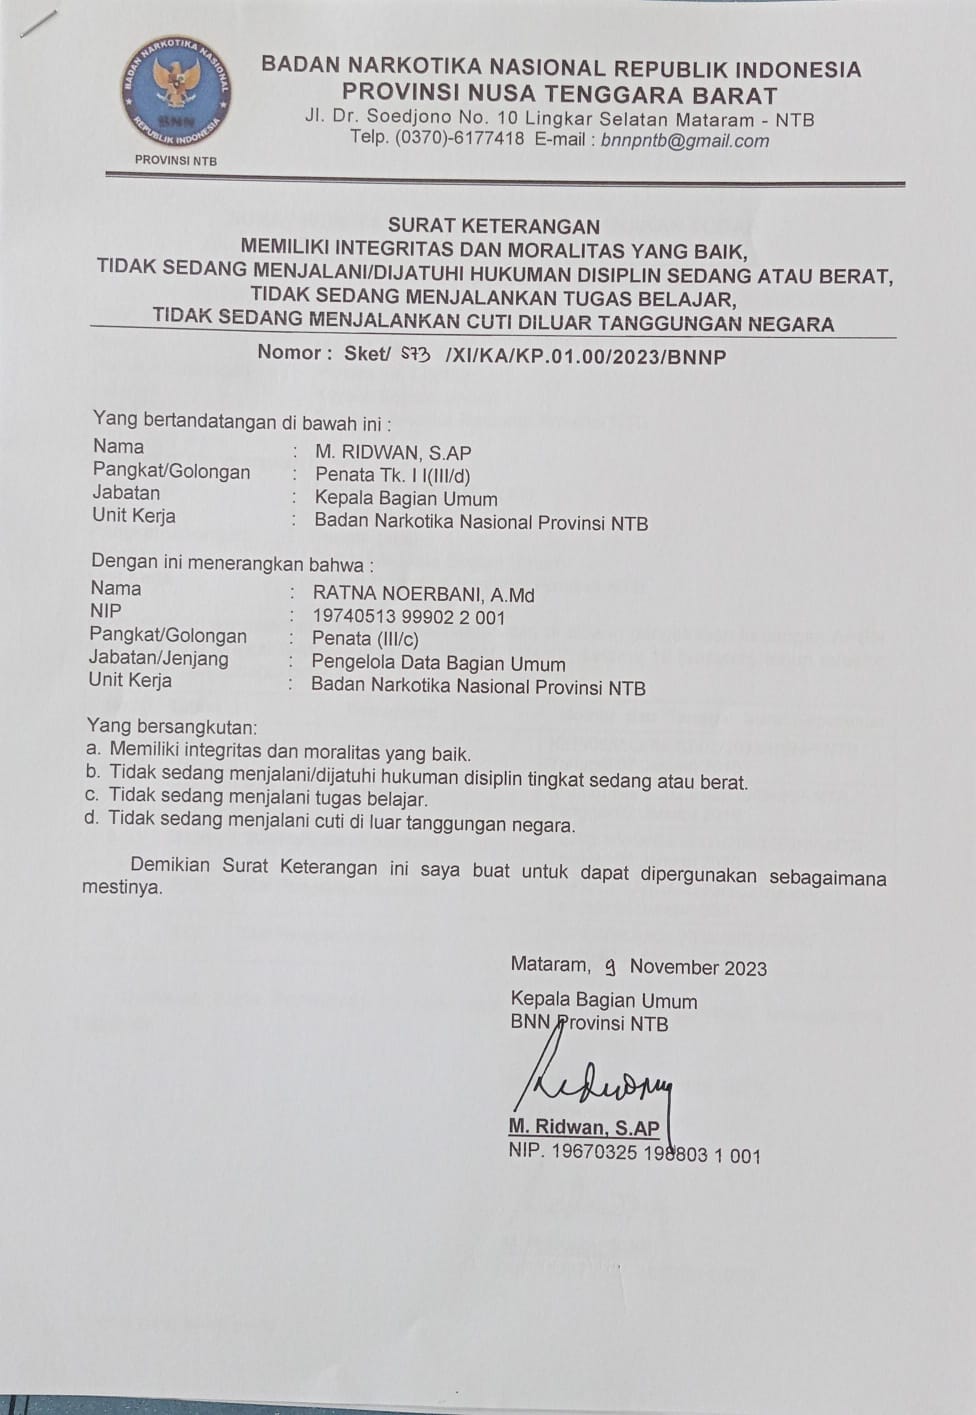 BADAN NARKOTIKA NASIONAL
BNN
REPUBLIK INDONESIA
PROVINSI NTB
BADAN NARKOTIKA NASIONAL REPUBLIK INDONESIA
PROVINSI NUSA TENGGARA BARAT
Jl. Dr. Soedjono No. 10 Lingkar Selatan Mataram - NTB
Telp. (0370)-6177418 E-mail : bnnpntb@gmail.com
SURAT KETERANGAN
MEMILIKI INTEGRITAS DAN MORALITAS YANG BAIK,
TIDAK SEDANG MENJALANI/DIJATUHI HUKUMAN DISIPLIN SEDANG ATAU BERAT,
TIDAK SEDANG MENJALANKAN TUGAS BELAJAR,
TIDAK SEDANG MENJALANKAN CUTI DILUAR TANGGUNGAN NEGARA
Nomor : Sket/ 573 /XI/KA/KP.01.00/2023/BNNP
Yang bertandatangan di bawah ini :
Nama : M. RIDWAN, S.AP
Pangkat/Golongan : Penata Tk. I I(III/d)
Jabatan : Kepala Bagian Umum
Unit Kerja : Badan Narkotika Nasional Provinsi NTB
Dengan ini menerangkan bahwa :
Nama : RATNA NOERBANI, A.Md
NIP : 19740513 99902 2 001
Pangkat/Golongan : Penata (III/c)
Jabatan/Jenjang : Pengelola Data Bagian Umum
Unit Kerja : Badan Narkotika Nasional Provinsi NTB
Yang bersangkutan:
a. Memiliki integritas dan moralitas yang baik.
b. Tidak sedang menjalani/dijatuhi hukuman disiplin tingkat sedang atau berat.
c. Tidak sedang menjalani tugas belajar.
d. Tidak sedang menjalani cuti di luar tanggungan negara.
Demikian Surat Keterangan ini saya buat untuk dapat dipergunakan sebagaimana
mestinya.
Mataram, 9 November 2023
Kepala Bagian Umum
BNN Provinsi NTB
M. Ridwan, S.AP
NIP. 19670325 198803 1 001